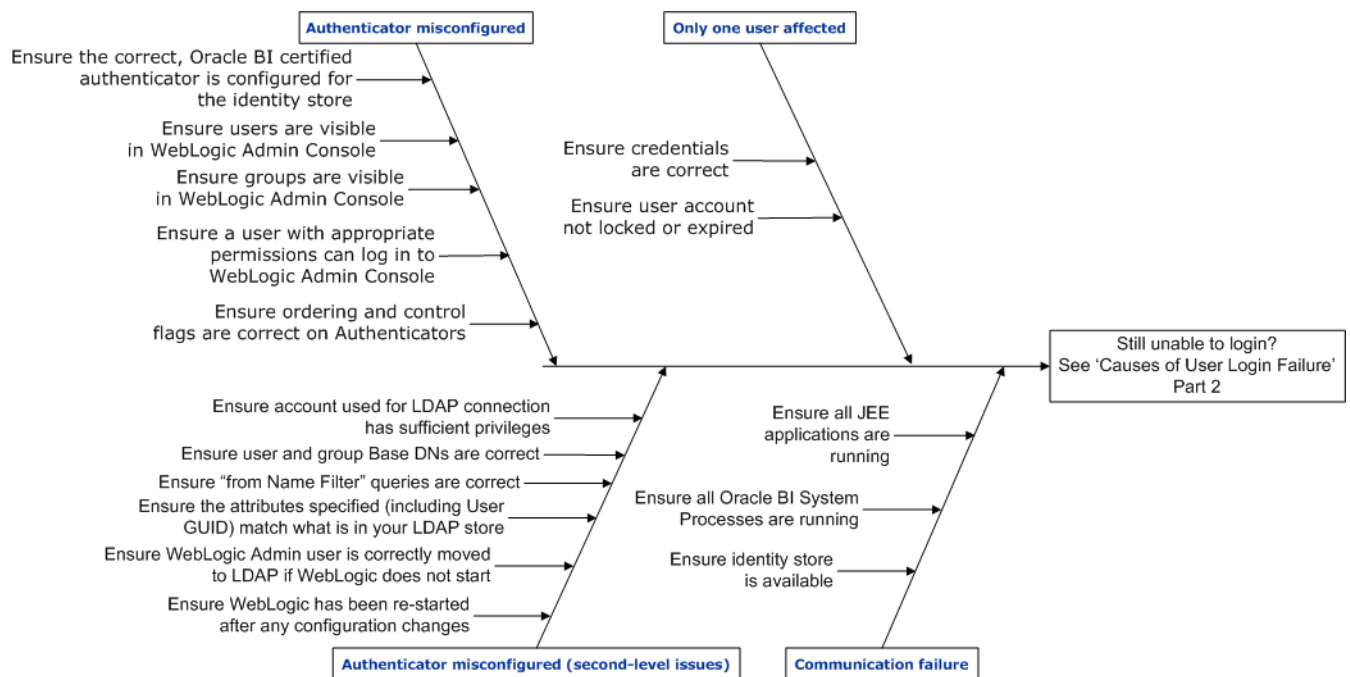 Authenticator misconfigured
Ensure the correct, Oracle BI certified
authenticator is configured for
the identity store
Ensure users are visible
in WebLogic Admin Console
Ensure groups are visible
in WebLogic Admin Console
Ensure a user with appropriate
permissions can log in to
WebLogic Admin Console
Ensure ordering and control
flags are correct on Authenticators
Only one user affected
Ensure credentials
are correct
Ensure user account
not locked or expired
Still unable to login?
See ‘Causes of User Login Failure’
Part 2
Ensure account used for LDAP connection
has sufficient privileges
Ensure user and group Base DNs are correct
Ensure “from Name Filter” queries are correct
Ensure the attributes specified (including User
GUID) match what is in your LDAP store
Ensure WebLogic Admin user is correctly moved
to LDAP if WebLogic does not start
Ensure WebLogic has been re-started
after any configuration changes
Authenticator misconfigured (second-level issues)
Ensure all JEE
applications are
running
Ensure all Oracle BI System
Processes are running
Ensure identity store
is available
Communication failure